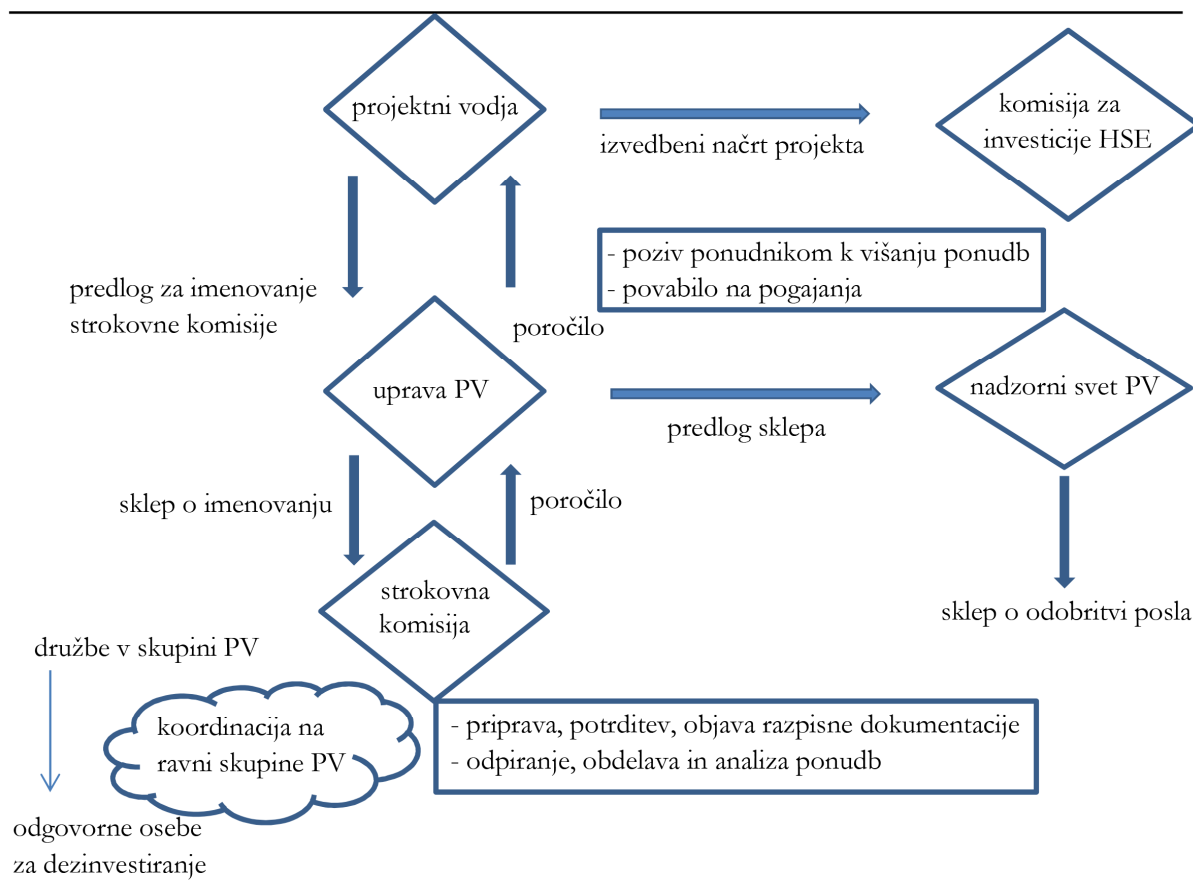 projektni vodja
izvedbeni načrt projekta
komisija za
investicije HSE
- poziv ponudnikom k višanju ponudb
- povabilo na pogajanja
predlog za imenovanje
strokovne komisije
poročilo
uprava PV
predlog sklepa
nadzorni svet PV
sklep o imenovanju
poročilo
strokovna
komisija
sklep o odobritvi posla
družbe v skupini PV
koordinacija na
ravni skupine PV
- priprava, potrditev, objava razpisne dokumentacije
- odpiranje, obdelava in analiza ponudb
odgovorne osebe
za dezinvestiranje